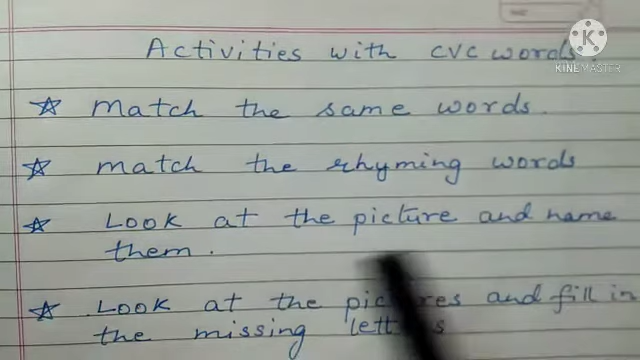 Activities with CVC words.
☆ Match the same words.
☆ Match the rhyming words
☆ Look at the picture and name
them.
☆ Look at the pictures and fill in
the missing letters
K
KINEMASTER